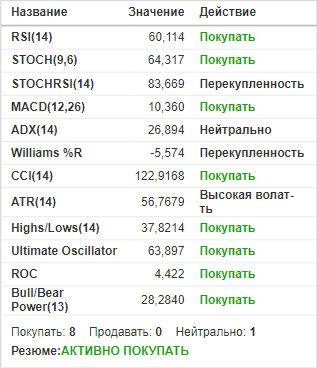 Название Значение Действие
RSI(14) 60,114 Покупать
STOCH(9,6) 64,317 Покупать
STOCHRSI(14) 83,669 Перекупленность
MACD(12,26) 10,360 Покупать
ADX(14) 26,894 Нейтрально
Williams %R -5,574 Перекупленность
CCI(14) 122,9168 Покупать
ATR(14) 56,7679 Высокая волат-
ть
Highs/Lows(14) 37,8214 Покупать
Ultimate Oscillator 63,897 Покупать
ROC 4,422 Покупать
Bull/Bear
Power(13) 28,2840 Покупать
Покупать: 8 Продавать: 0 Нейтрально: 1
Резюме:АКТИВНО ПОКУПАТЬ